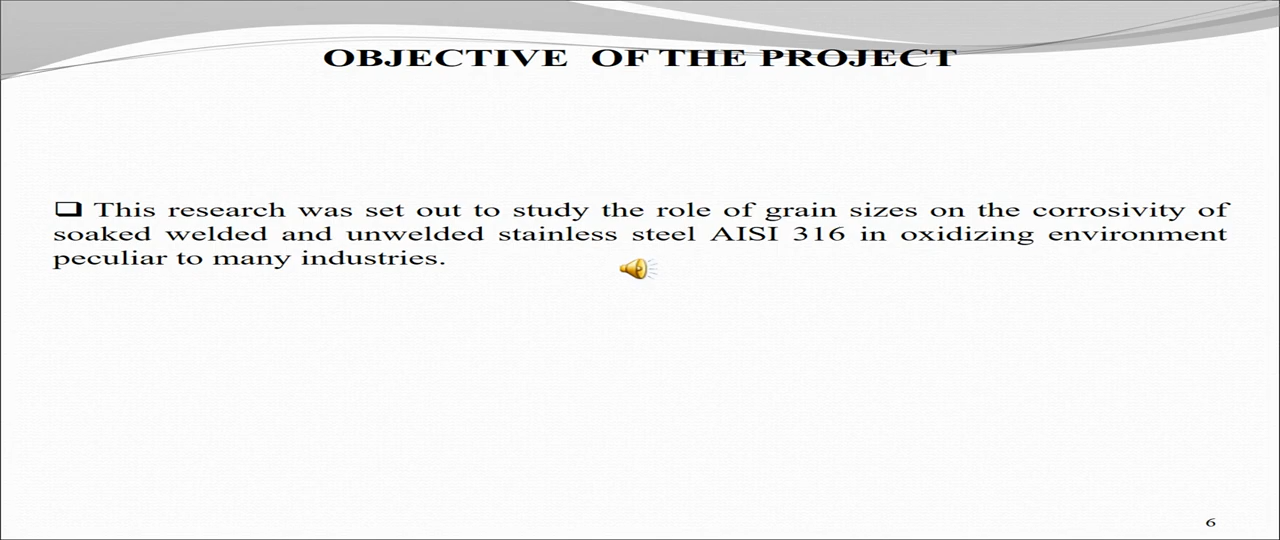 OBJECTIVE OF THE PROJECT
❑ This research was set out to study the role of grain sizes on the corrosivity of
soaked welded and unwelded stainless steel AISI 316 in oxidizing environment
peculiar to many industries.
6